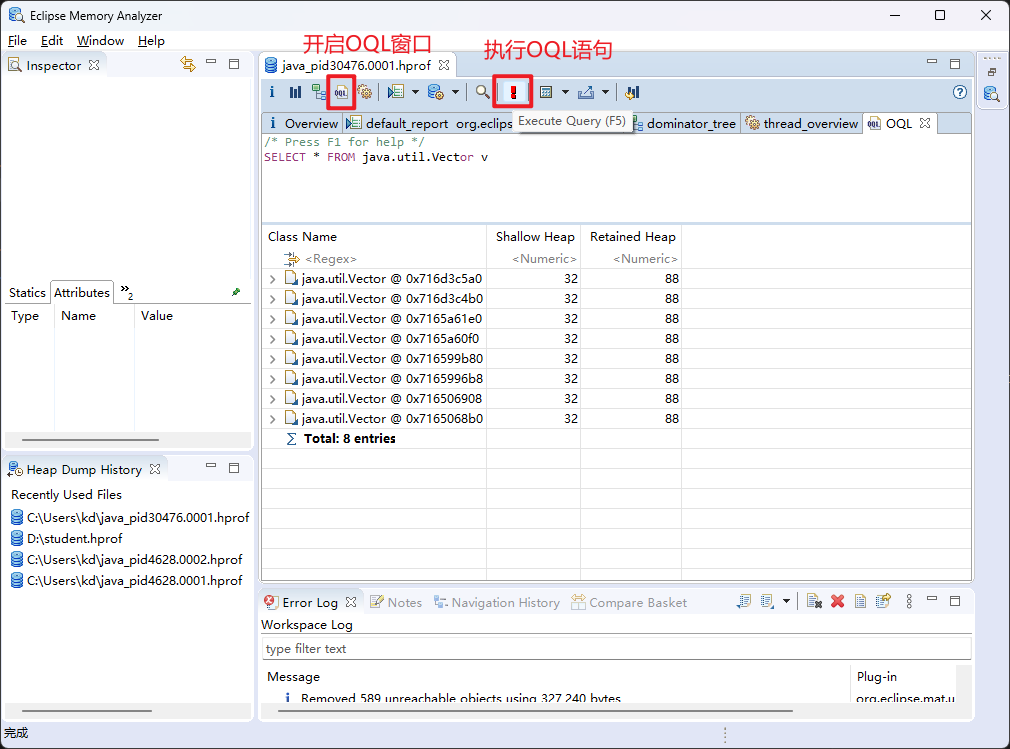 Eclipse Memory Analyzer
File Edit Window Help
开启OQL窗口
执行OQL语句
Inspector
java_pid30476.0001.hprof
OQL
Execute Query (F5)
Overview default_report org.eclips dominator_tree thread_overview OQL
/* Press F1 for help */
SELECT * FROM java.util.Vector v
Class Name Shallow Heap Retained Heap
<Regex> <Numeric> <Numeric>
java.util.Vector @ 0x716d3c5a0 32 88
java.util.Vector @ 0x716d3c4b0 32 88
java.util.Vector @ 0x7165a61e0 32 88
java.util.Vector @ 0x7165a60f0 32 88
java.util.Vector @ 0x716599b80 32 88
java.util.Vector @ 0x7165996b8 32 88
java.util.Vector @ 0x716506908 32 88
java.util.Vector @ 0x7165068b0 32 88
Total: 8 entries
Statics Attributes »2
Type Name Value
Heap Dump History
Recently Used Files
C:\Users\kd\java_pid30476.0001.hprof
D:\student.hprof
C:\Users\kd\java_pid4628.0002.hprof
C:\Users\kd\java_pid4628.0001.hprof
Error Log Notes Navigation History Compare Basket
Workspace Log
type filter text
Message Plug-in
Removed 589 unreachable objects using 327,240 bytes org.eclipse.mat.u
完成